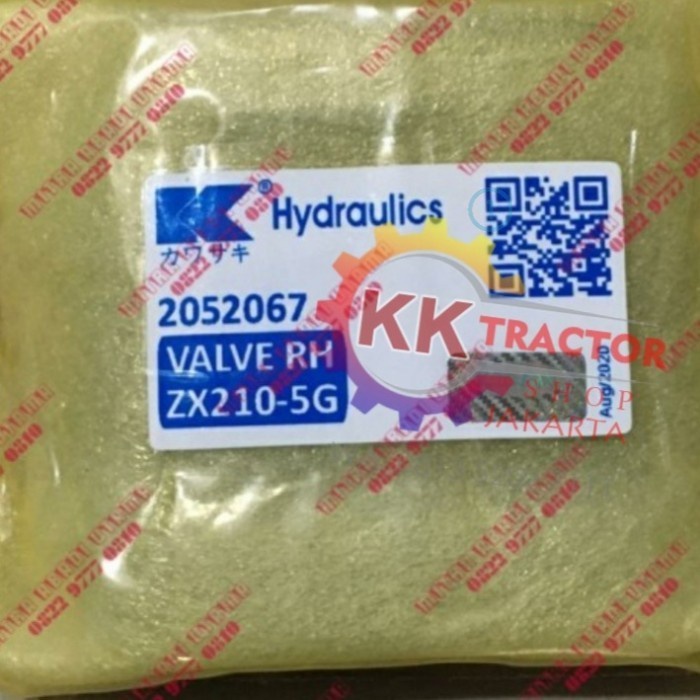 K® Hydraulics
カワサキ
2052067
VALVE RH
ZX210-5G
Aug/2020
KK TRACTOR
SHOP
JAKARTA
0822 9777 0810